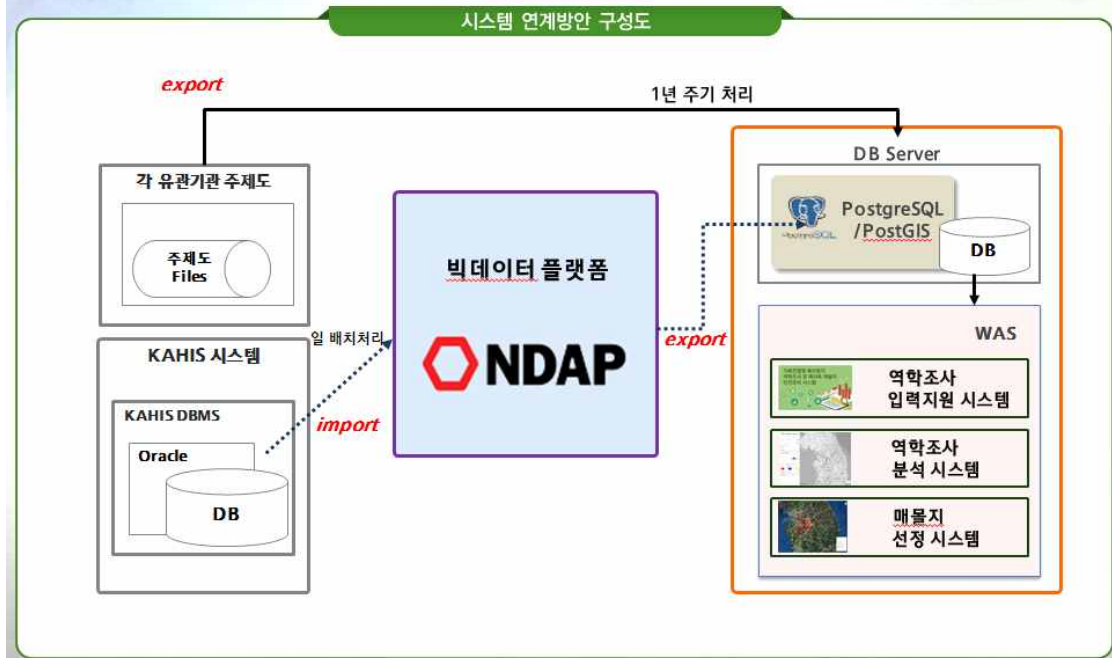 시스템 연계방안 구성도
export
1년 주기 처리
각 유관기관 주제도
주제도
Files
KAHIS 시스템
KAHIS DBMS
Oracle
DB
일 배치처리
import
빅데이터 플랫폼
NDAP
export
DB Server
PostgreSQL
PostgreSQL
/PostGIS
DB
WAS
역학조사
입력지원 시스템
역학조사
분석 시스템
매몰지
선정 시스템